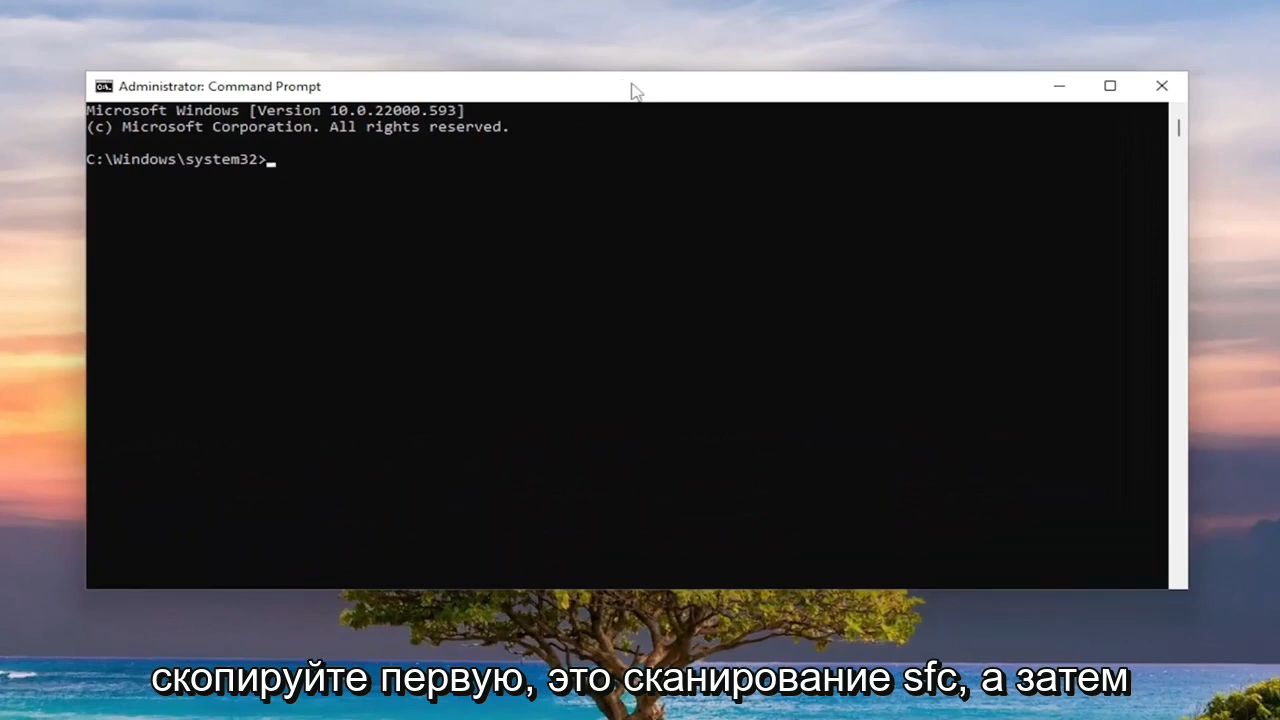 Administrator: Command Prompt
Microsoft Windows [Version 10.0.22000.593]
(c) Microsoft Corporation. All rights reserved.
C:\Windows\system32>
скопируйте первую, это сканирование sfc, а затем